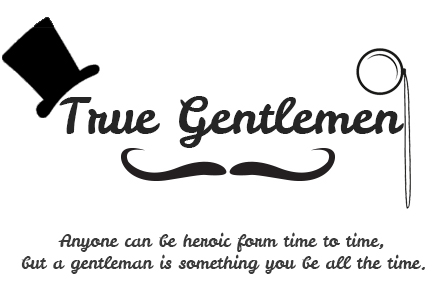 True Gentlemen
Anyone can be heroic form time to time,
but a gentleman is something you be all the time.